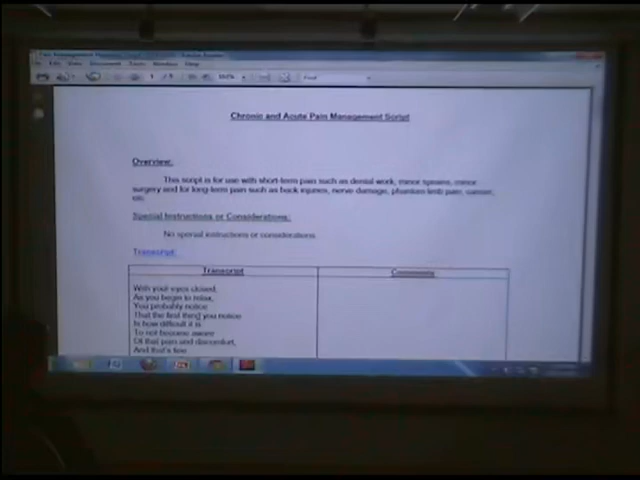 Chronic and Acute Pain Management Script
Overview:
This script is for use with short-term pain such as dental work, minor sprains, minor
surgery and for long-term pain such as back injuries, nerve damage, phantom limb pain, cancer,
etc.
Special Instructions or Considerations:
No special instructions or considerations.
Transcript:
Transcript
Comments
With your eyes closed,
As you begin to relax,
You probably notice
That the first thing you notice
Is how difficult it is
To not become aware
Of that pain and discomfort,
And that's fine